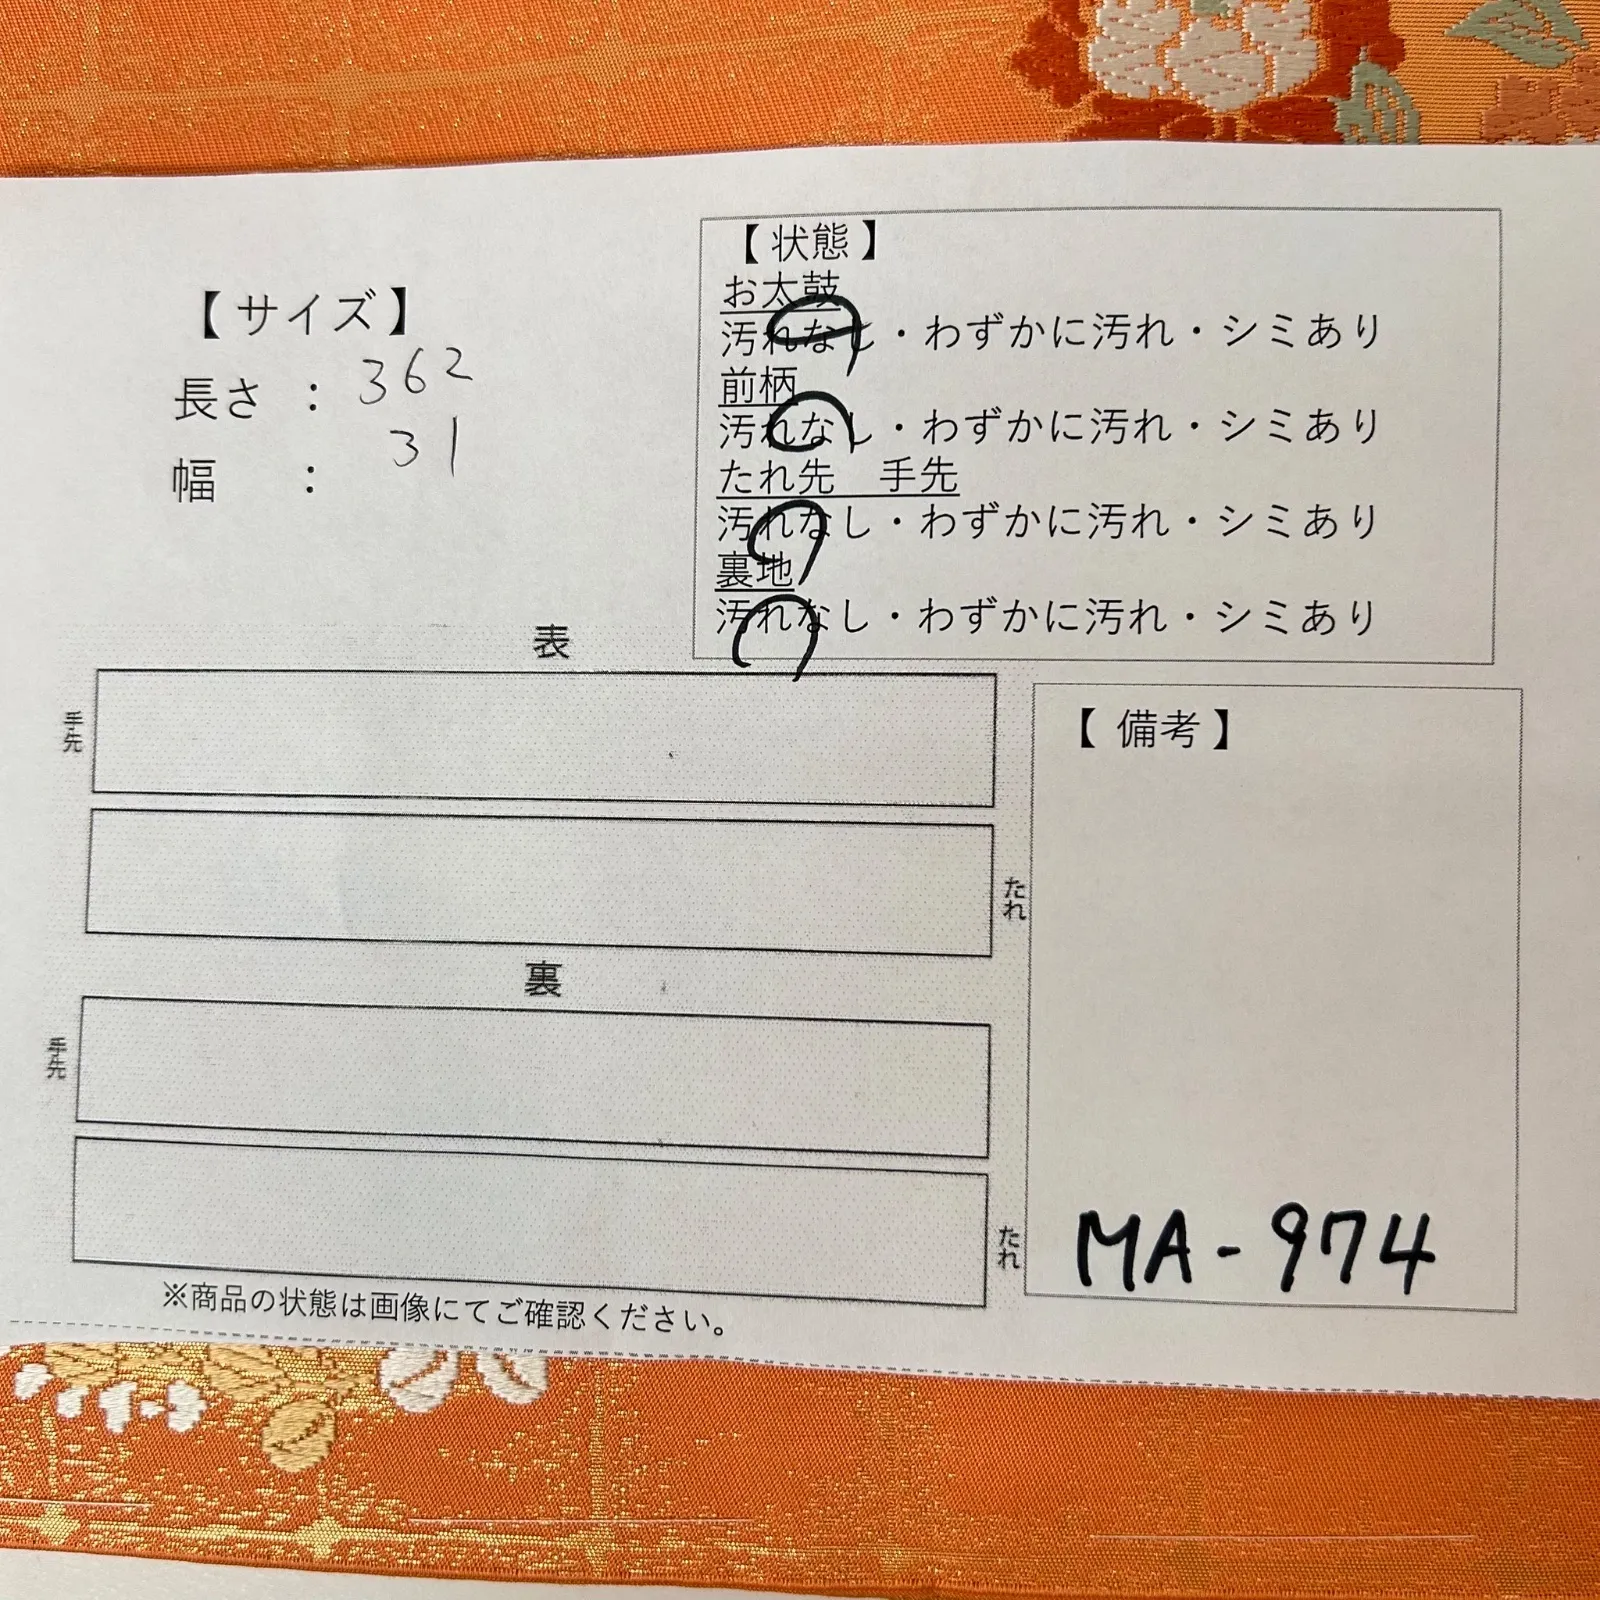 【サイズ】
長さ ： 362
幅 ： 31
【状態】
お太鼓
汚れなし・わずかに汚れ・シミあり
前柄
汚れなし・わずかに汚れ・シミあり
たれ先 手先
汚れなし・わずかに汚れ・シミあり
裏地
汚れなし・わずかに汚れ・シミあり
表
手先
たれ
裏
手先
たれ
※商品の状態は画像にてご確認ください。
【備考】
MA-974